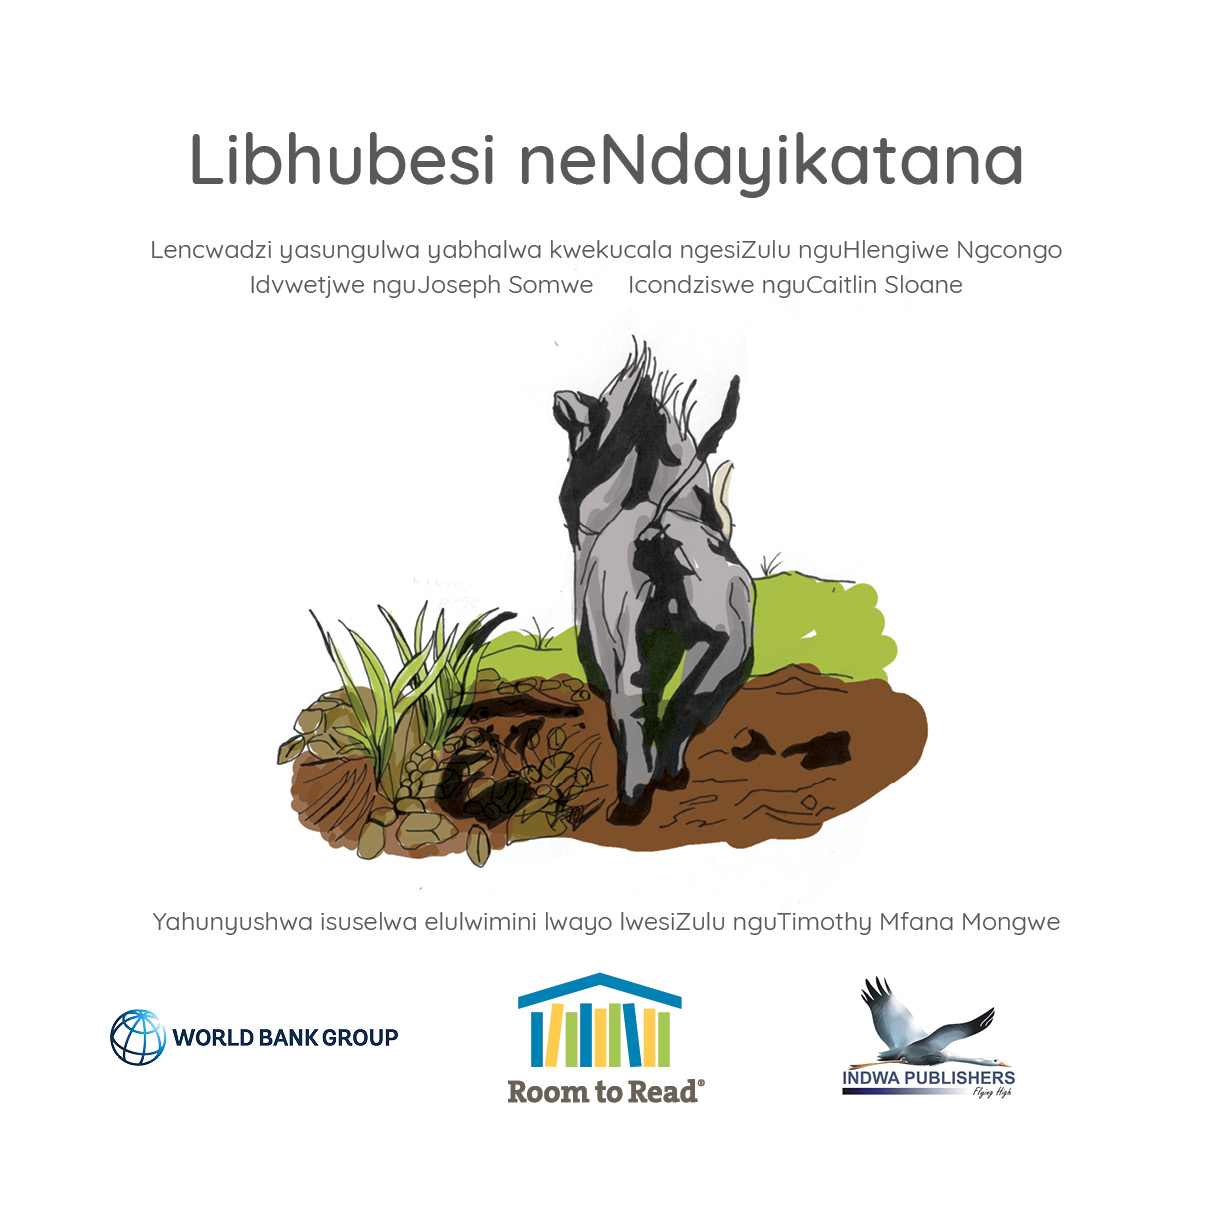 Libhubesi neNdayikatana
Lencwadzi yasungulwa yabhalwa kwekucala ngesiZulu nguHlengiwe Ngcongo
Idvwetjwe nguJoseph Somwe Icondziswe nguCaitlin Sloane
Yahunyushwa isuselwa elulwimini lwayo lwesiZulu nguTimothy Mfana Mongwe
WORLD BANK GROUP
Room to Read®
INDWA PUBLISHERS
Flying High